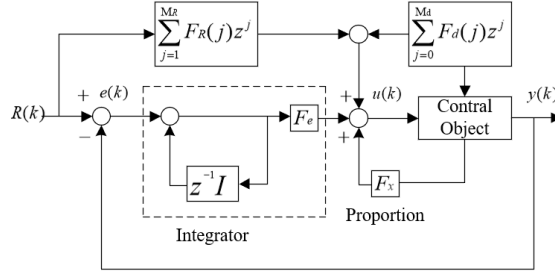 M_R
∑ F_R(j)z^j
j=1
M_d
∑ F_d(j)z^j
j=0
R(k)
+
e(k)
−
F_e
+
+
u(k)
Contral
Object
y(k)
z^{-1}I
F_x
Integrator
Proportion